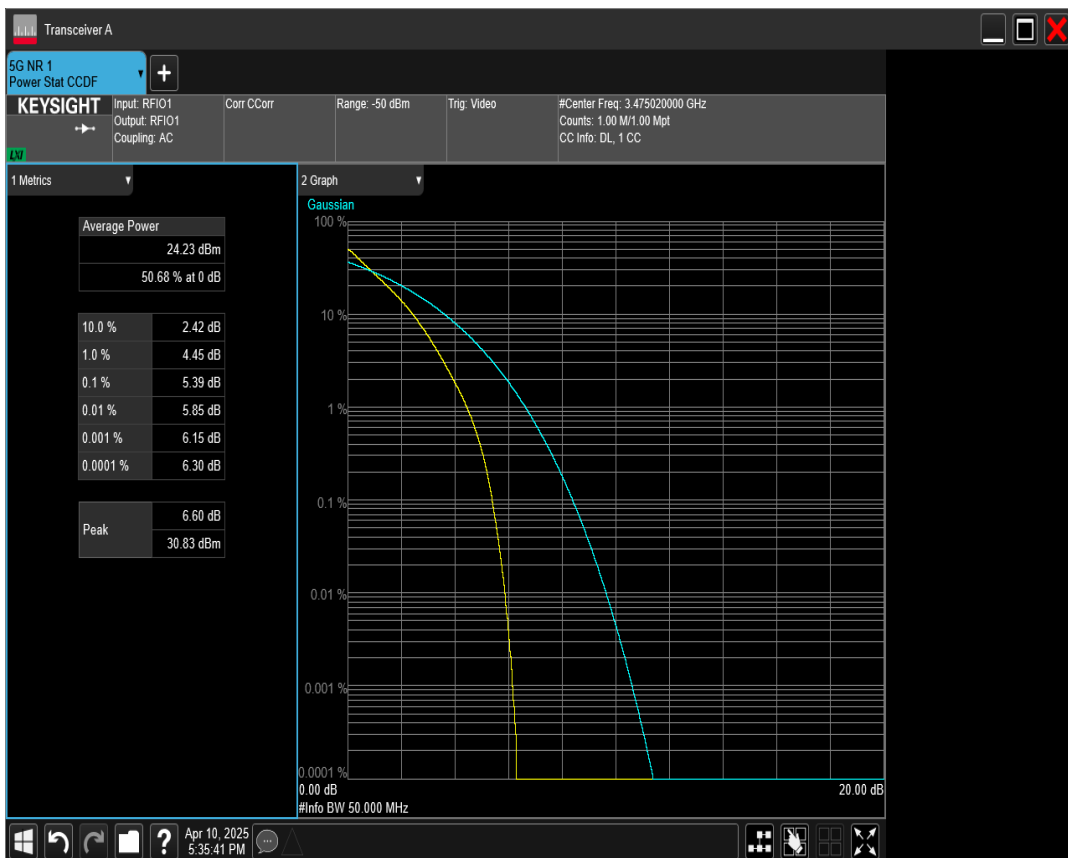 Transceiver A
5G NR 1
Power Stat CCDF
+
KEYSIGHT
LXI
Input: RFIO1
Output: RFIO1
Coupling: AC
Corr CCorr
Range: -50 dBm
Trig: Video
#Center Freq: 3.475020000 GHz
Counts: 1.00 M/1.00 Mpt
CC Info: DL, 1 CC
1 Metrics
Average Power
24.23 dBm
50.68 % at 0 dB
10.0 % 2.42 dB
1.0 % 4.45 dB
0.1 % 5.39 dB
0.01 % 5.85 dB
0.001 % 6.15 dB
0.0001 % 6.30 dB
Peak 6.60 dB
30.83 dBm
2 Graph
Gaussian
100 %
10 %
1 %
0.1 %
0.01 %
0.001 %
0.0001 %
0.00 dB 20.00 dB
#Info BW 50.000 MHz
?
Apr 10, 2025
5:35:41 PM